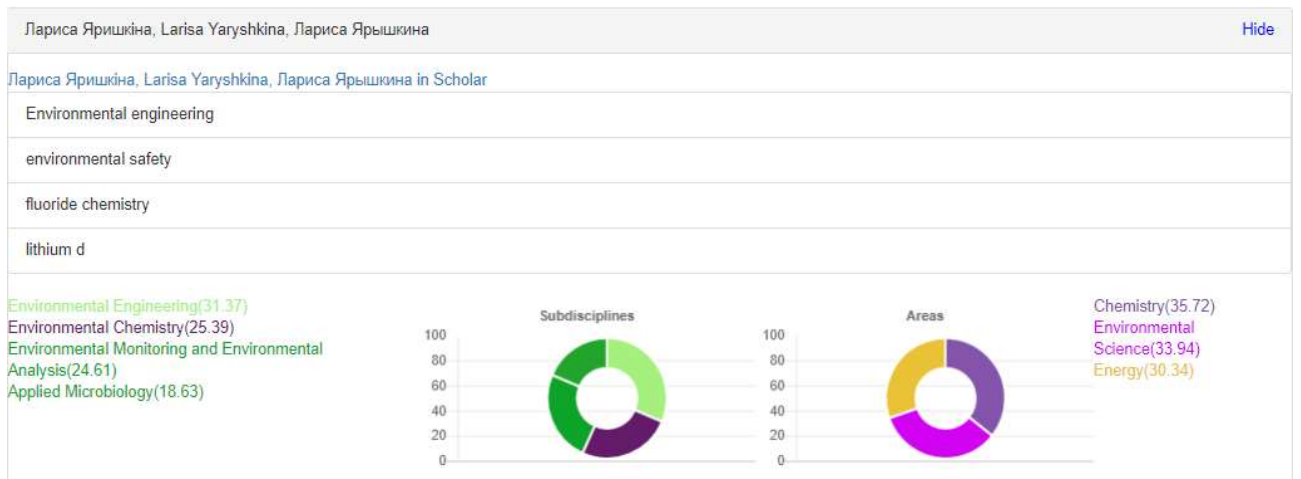 Лариса Яришкіна, Larisa Yaryshkina, Лариса Ярышкина
Hide
Лариса Яришкіна, Larisa Yaryshkina, Лариса Ярышкина in Scholar
Environmental engineering
environmental safety
fluoride chemistry
lithium d
Environmental Engineering(31.37)
Environmental Chemistry(25.39)
Environmental Monitoring and Environmental
Analysis(24.61)
Applied Microbiology(18.63)
Subdisciplines
100
80
60
40
20
0
Areas
100
80
60
40
20
0
Chemistry(35.72)
Environmental
Science(33.94)
Energy(30.34)